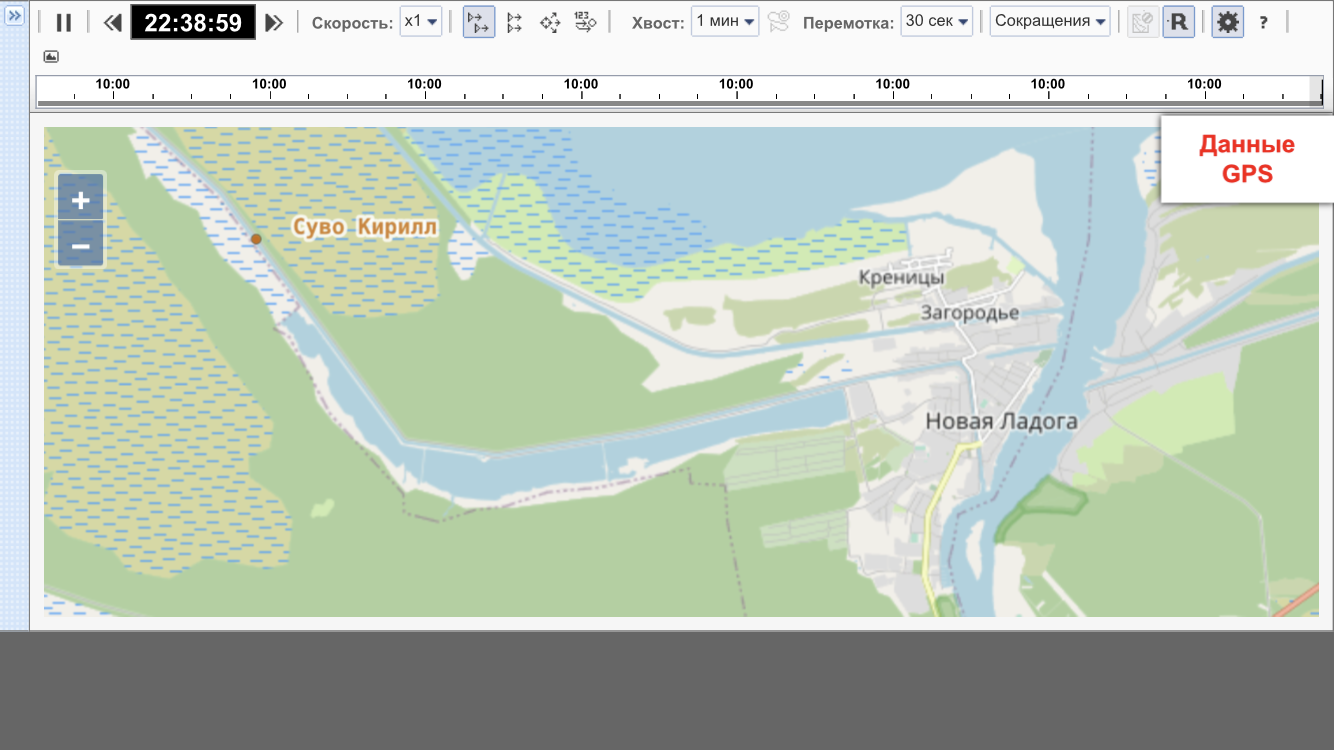 22:38:59 Скорость: x1 123 Хвост: 1 мин Перемотка: 30 сек Сокращения R ?
10:00 10:00 10:00 10:00 10:00 10:00 10:00 10:00
Данные
GPS
+
−
Суво Кирилл
Креницы
Загородье
Новая Ладога